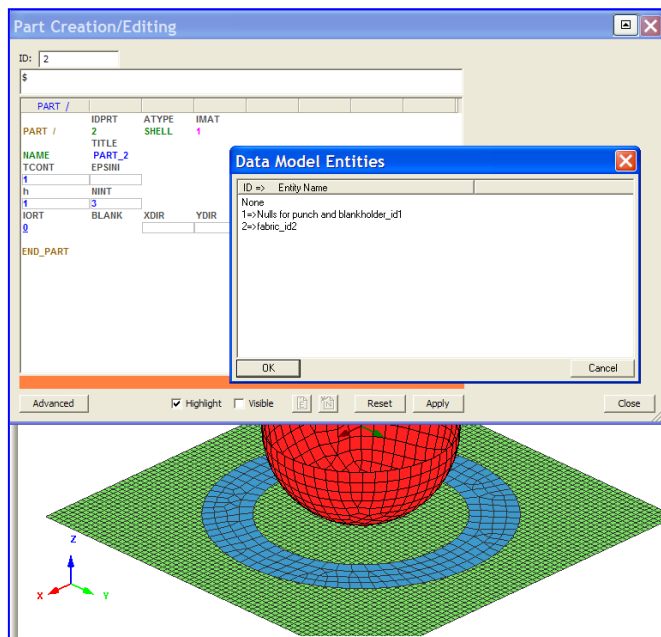 Part Creation/Editing
ID: 2
$
PART /
IDPRT ATYPE IMAT
PART / 2 SHELL 1
TITLE
NAME PART_2
TCONT EPSINI
1
h NINT
1 3
IORT BLANK XDIR YDIR
0
END_PART
Data Model Entities
ID => Entity Name
None
1=>Nulls for punch and blankholder_id1
2=>fabric_id2
OK Cancel
Advanced Highlight Visible E N Reset Apply Close
Z
X Y